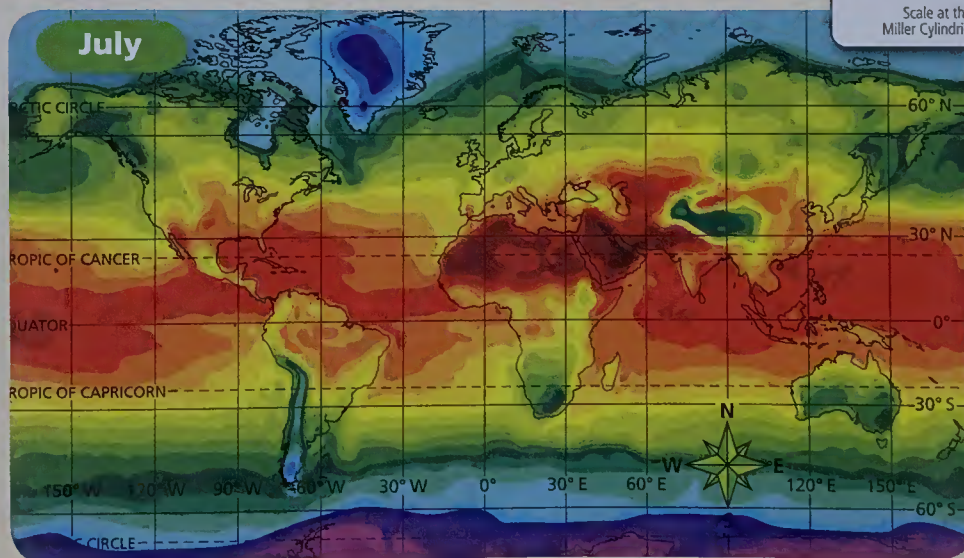 Scale at th
Miller Cylindri
July
RCTIC CIRCLE
60° N
30° N
ROPIC OF CANCER
QUATOR
0°
ROPIC OF CAPRICORN
30° S
N
W
E
S
150° W
120° W
90° W
60° W
30° W
0°
30° E
60° E
120° E
150° E
60° S
C CIRCLE